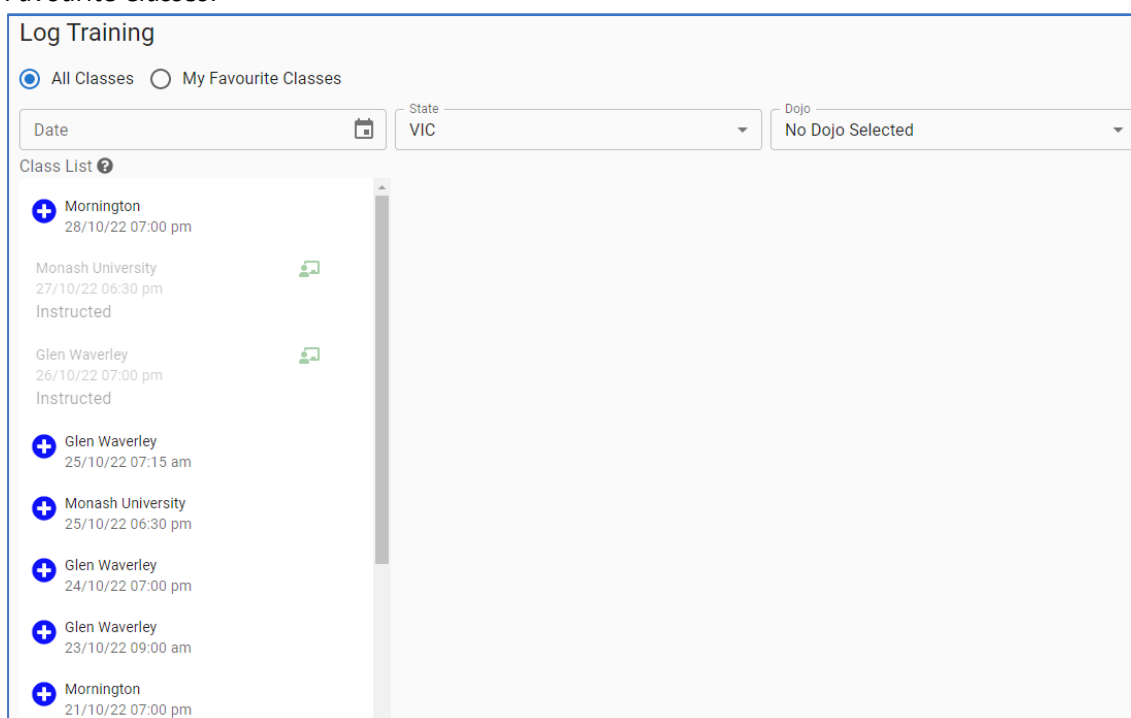 Favourite Classes.
Log Training
All Classes My Favourite Classes
State Dojo
Date VIC No Dojo Selected
Class List
Mornington
28/10/22 07:00 pm
Monash University
27/10/22 06:30 pm
Instructed
Glen Waverley
26/10/22 07:00 pm
Instructed
Glen Waverley
25/10/22 07:15 am
Monash University
25/10/22 06:30 pm
Glen Waverley
24/10/22 07:00 pm
Glen Waverley
23/10/22 09:00 am
Mornington
21/10/22 07:00 pm